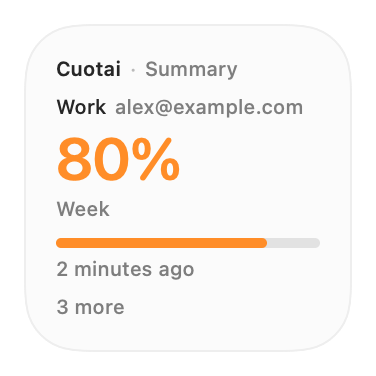 Cuotai · Summary
Work alex@example.com
80%
Week
2 minutes ago
3 more